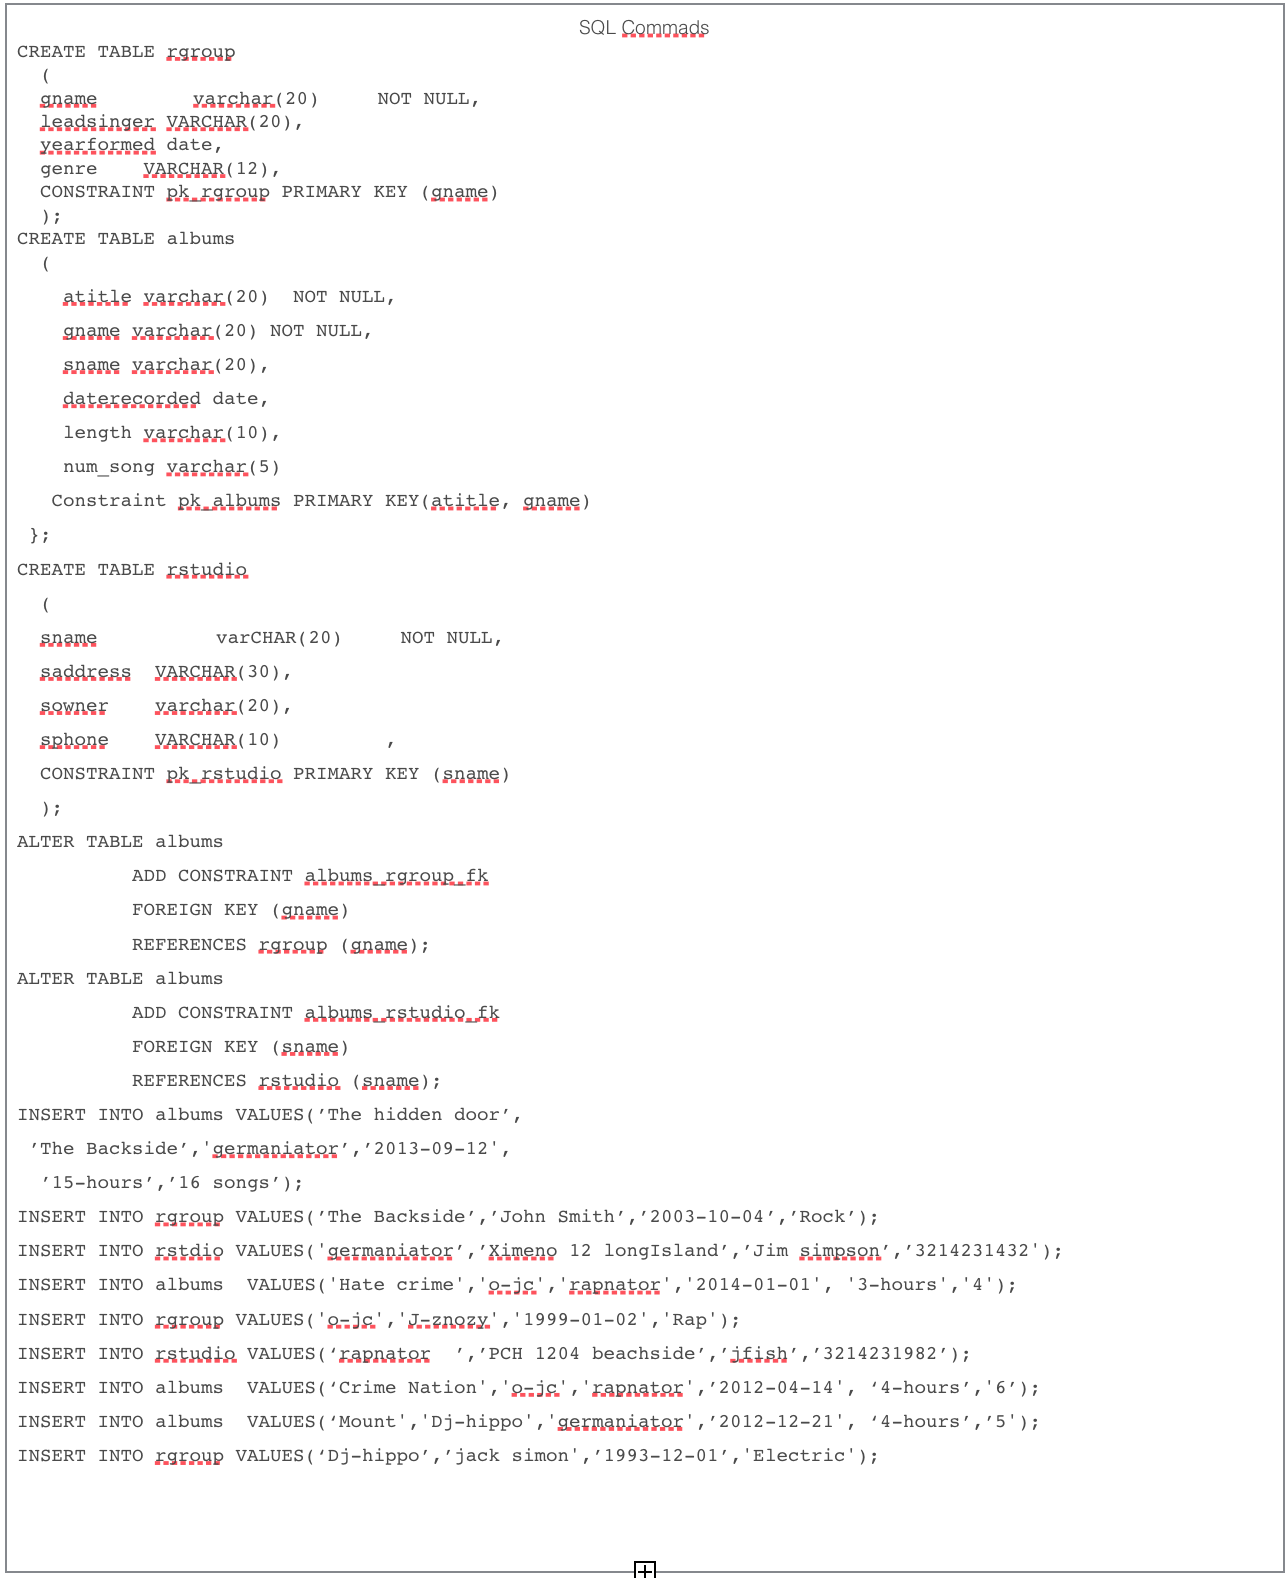 SQL Commads
CREATE TABLE rgroup
(
gname varchar(20) NOT NULL,
leadsinger VARCHAR(20),
yearformed date,
genre VARCHAR(12),
CONSTRAINT pk_rgroup PRIMARY KEY (gname)
);
CREATE TABLE albums
(
atitle varchar(20) NOT NULL,
gname varchar(20) NOT NULL,
sname varchar(20),
daterecorded date,
length varchar(10),
num_song varchar(5)
Constraint pk_albums PRIMARY KEY(atitle, gname)
};
CREATE TABLE rstudio
(
sname varCHAR(20) NOT NULL,
saddress VARCHAR(30),
sowner varchar(20),
sphone VARCHAR(10) ,
CONSTRAINT pk_rstudio PRIMARY KEY (sname)
);
ALTER TABLE albums
ADD CONSTRAINT albums_rgroup_fk
FOREIGN KEY (gname)
REFERENCES rgroup (gname);
ALTER TABLE albums
ADD CONSTRAINT albums_rstudio_fk
FOREIGN KEY (sname)
REFERENCES rstudio (sname);
INSERT INTO albums VALUES(’The hidden door’,
’The Backside’,'germaniator’,’2013-09-12',
’15-hours’,’16 songs’);
INSERT INTO rgroup VALUES(’The Backside’,’John Smith’,’2003-10-04’,’Rock’);
INSERT INTO rstdio VALUES('germaniator’,’Ximeno 12 longIsland’,’Jim simpson’,’3214231432');
INSERT INTO albums VALUES('Hate crime','o-jc','rapnator','2014-01-01', '3-hours','4');
INSERT INTO rgroup VALUES('o-jc','J-znozy','1999-01-02','Rap');
INSERT INTO rstudio VALUES(‘rapnator ’,’PCH 1204 beachside’,’jfish’,’3214231982’);
INSERT INTO albums VALUES(‘Crime Nation','o-jc','rapnator',’2012-04-14', ‘4-hours’,'6’);
INSERT INTO albums VALUES(‘Mount','Dj-hippo','germaniator',’2012-12-21', ‘4-hours’,’5');
INSERT INTO rgroup VALUES(‘Dj-hippo’,’jack simon',’1993-12-01’,'Electric');